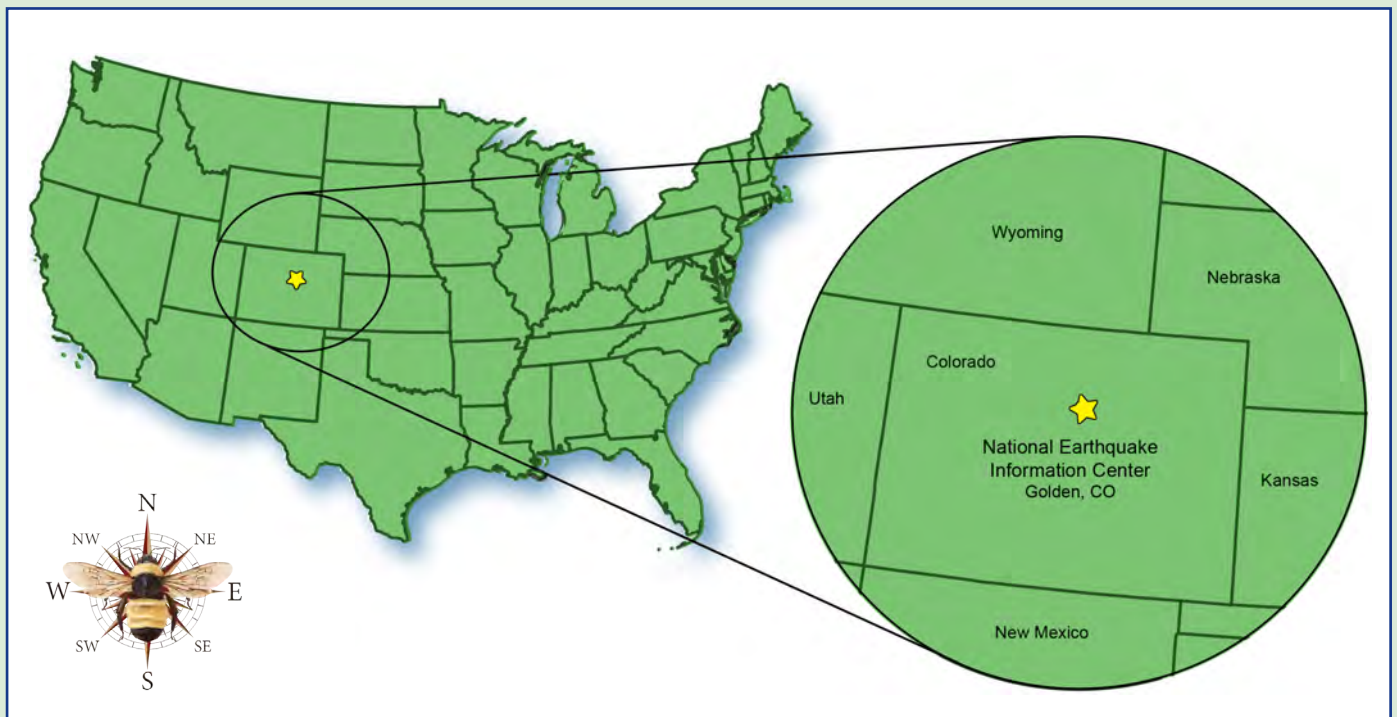 Wyoming
Nebraska
Colorado
Utah
National Earthquake
Information Center
Golden, CO
Kansas
New Mexico
N
NW
NE
W
E
SW
SE
S